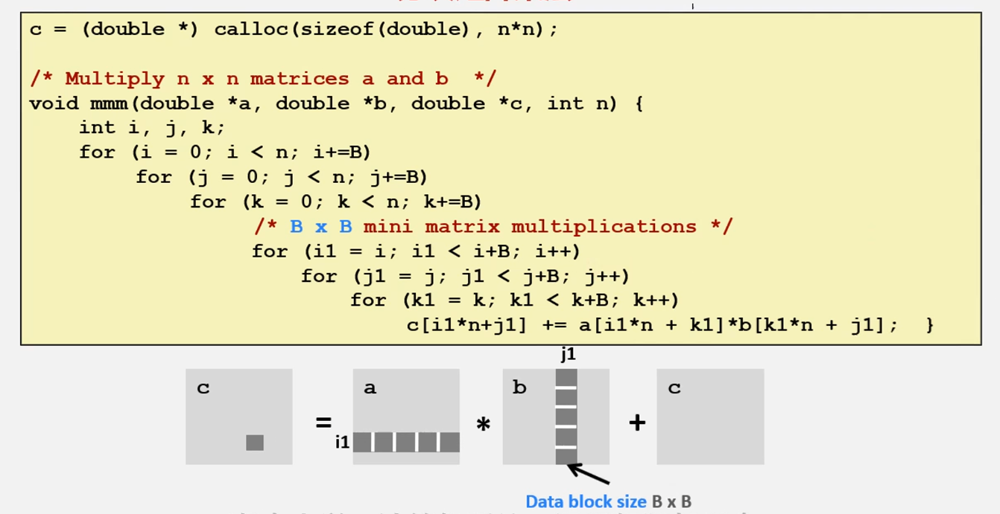 c = (double *) calloc(sizeof(double), n*n);
/* Multiply n x n matrices a and b  */
void mmm(double *a, double *b, double *c, int n) {
    int i, j, k;
    for (i = 0; i < n; i+=B)
        for (j = 0; j < n; j+=B)
            for (k = 0; k < n; k+=B)
                /* B x B mini matrix multiplications */
                for (i1 = i; i1 < i+B; i++)
                    for (j1 = j; j1 < j+B; j++)
                        for (k1 = k; k1 < k+B; k++)
                            c[i1*n+j1] += a[i1*n + k1]*b[k1*n + j1];  }
j1
c a b c
= * +
i1
Data block size B x B